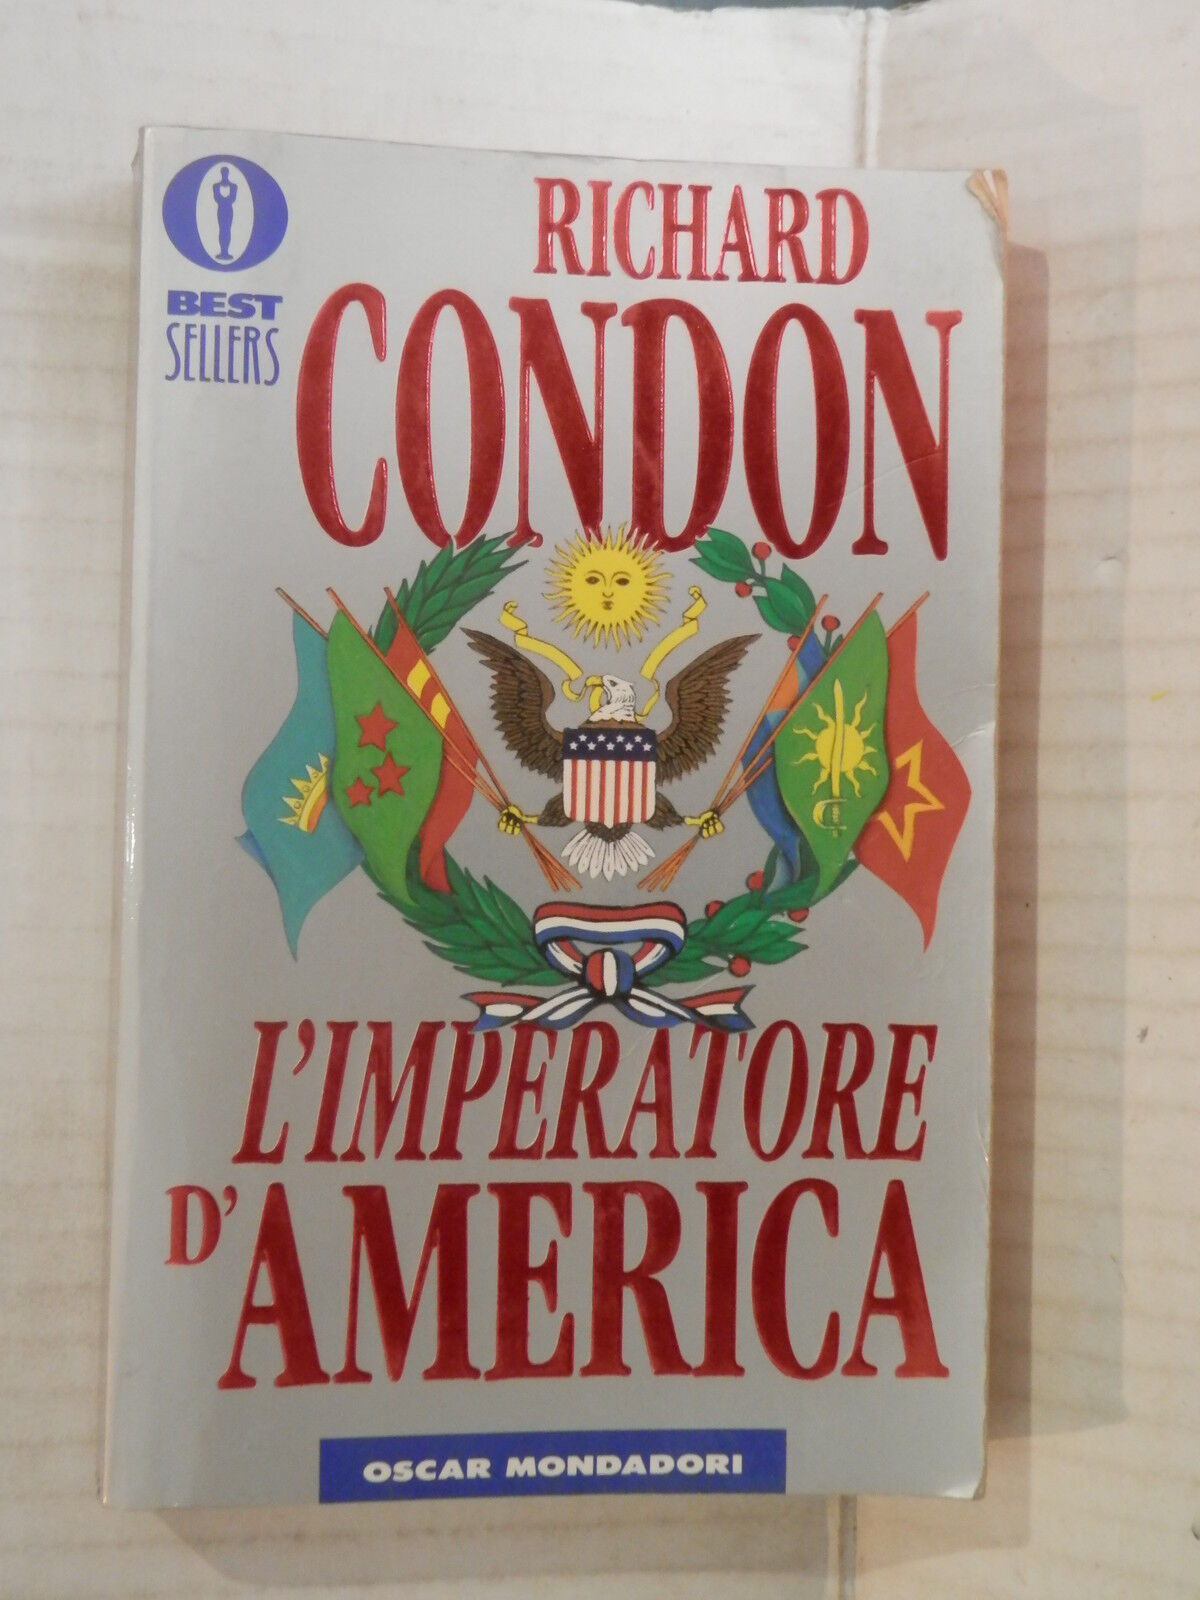 BEST
SELLERS
RICHARD
CONDON
L'IMPERATORE
D'AMERICA
OSCAR MONDADORI